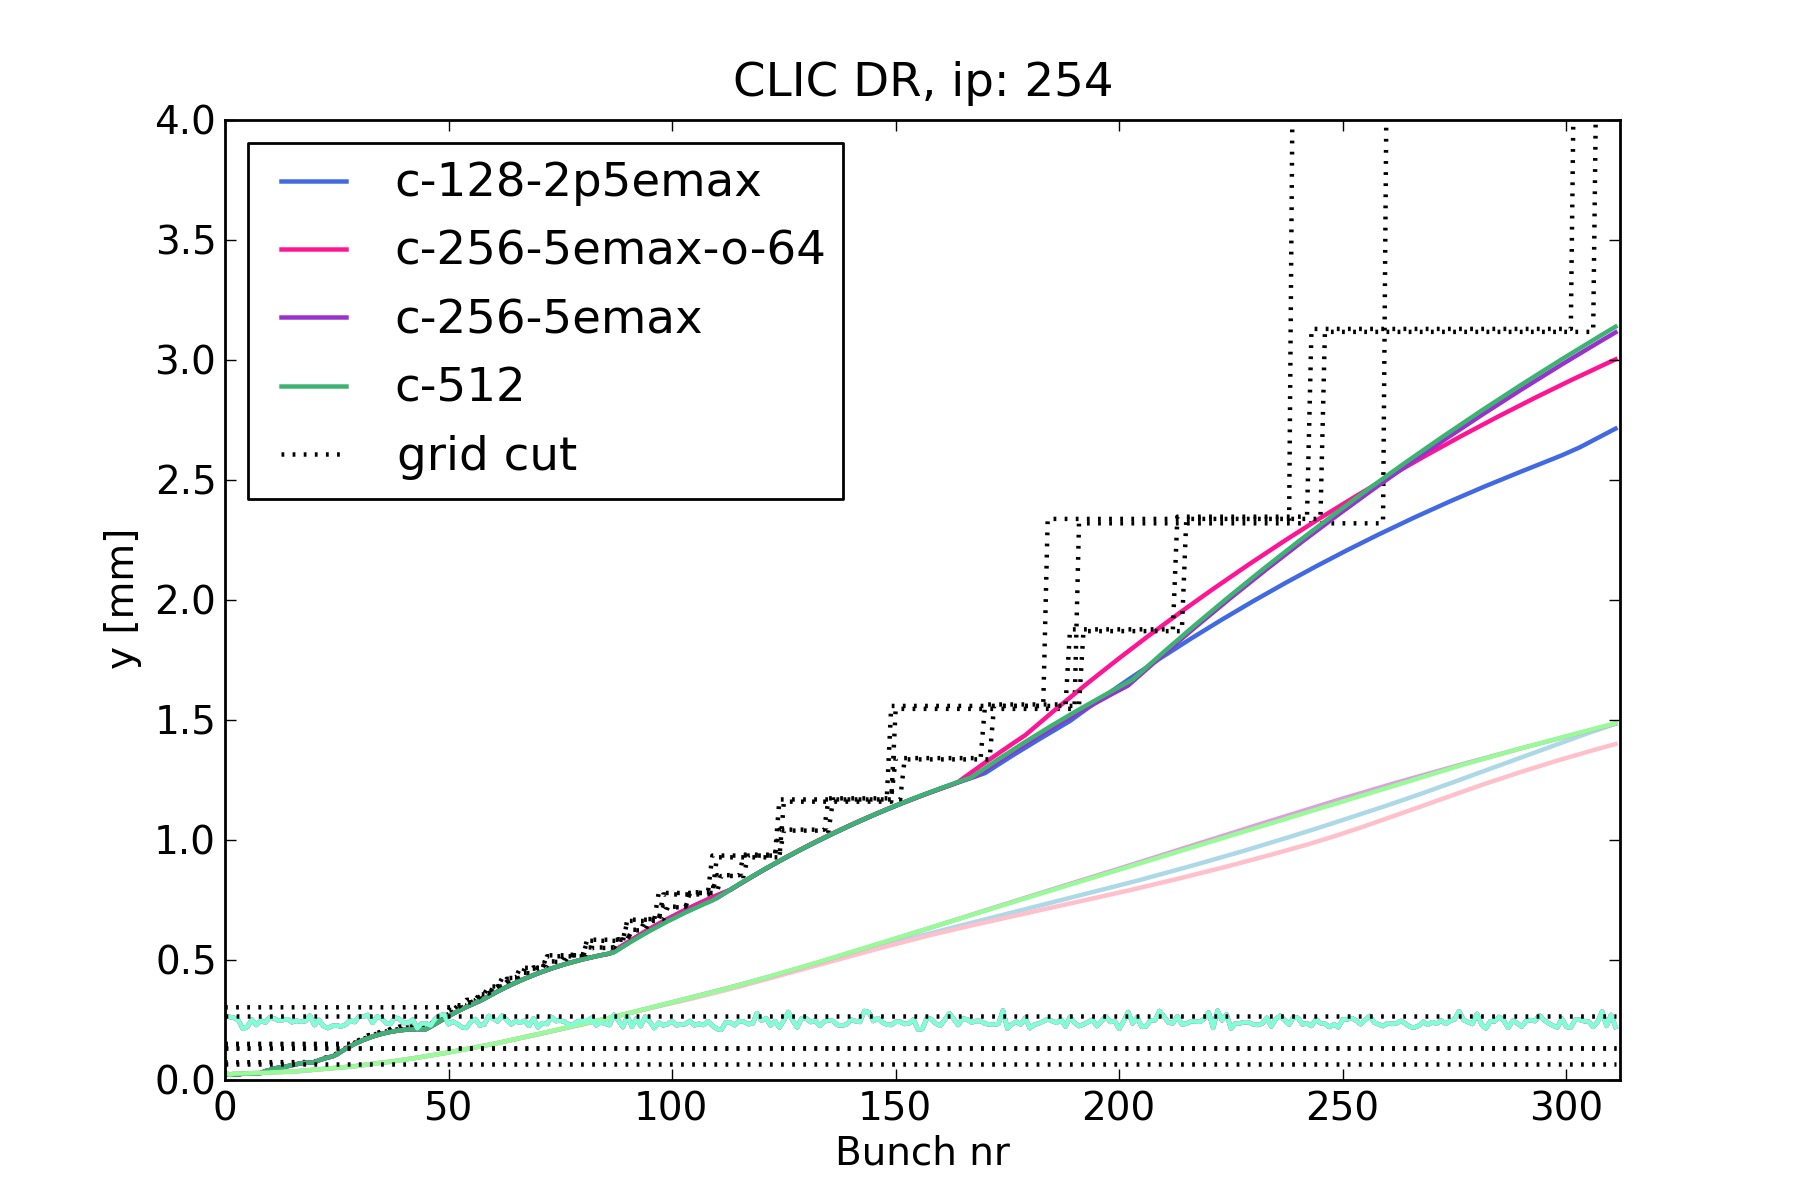 CLIC DR, ip: 254
4.0
3.5
3.0
2.5
2.0
1.5
1.0
0.5
0.0
y [mm]
c-128-2p5emax
c-256-5emax-o-64
c-256-5emax
c-512
grid cut
0 50 100 150 200 250 300
Bunch nr